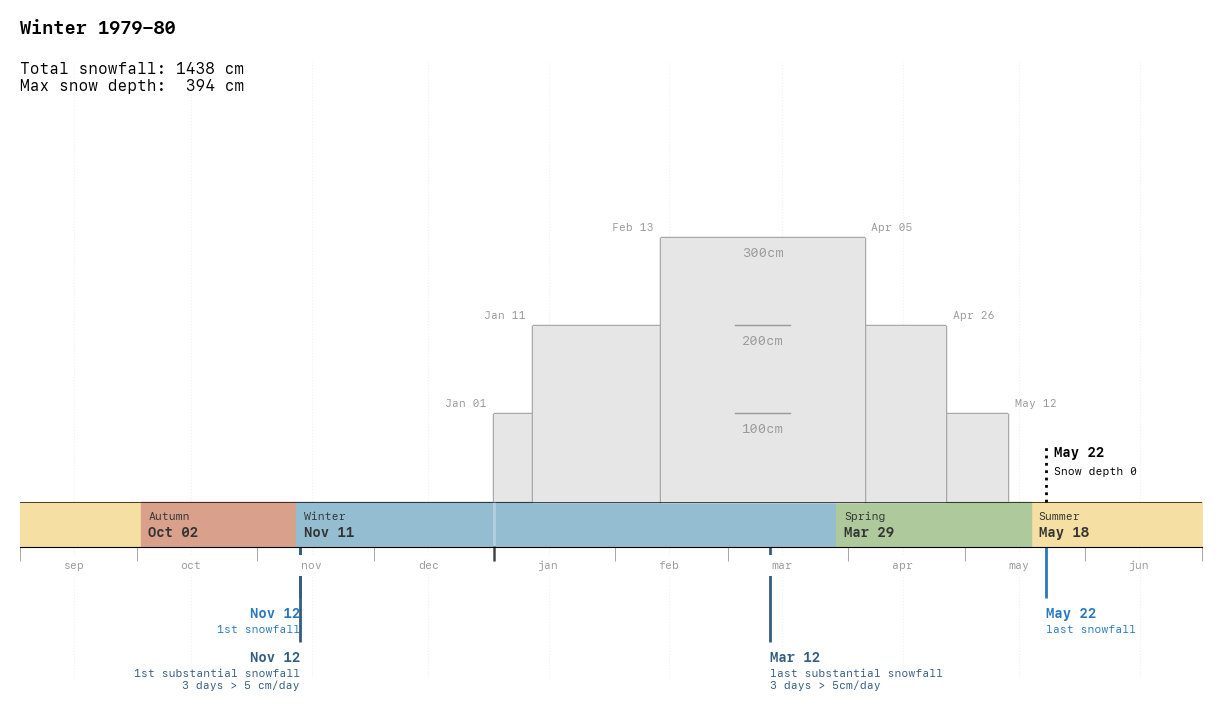 Winter 1979–80
Total snowfall: 1438 cm
Max snow depth:  394 cm
Feb 13
Apr 05
300cm
Jan 11
Apr 26
200cm
Jan 01
May 12
100cm
May 22
Snow depth 0
Autumn
Oct 02
Winter
Nov 11
Spring
Mar 29
Summer
May 18
sep
oct
nov
dec
jan
feb
mar
apr
may
jun
Nov 12
1st snowfall
Nov 12
1st substantial snowfall
3 days > 5 cm/day
Mar 12
last substantial snowfall
3 days > 5cm/day
May 22
last snowfall